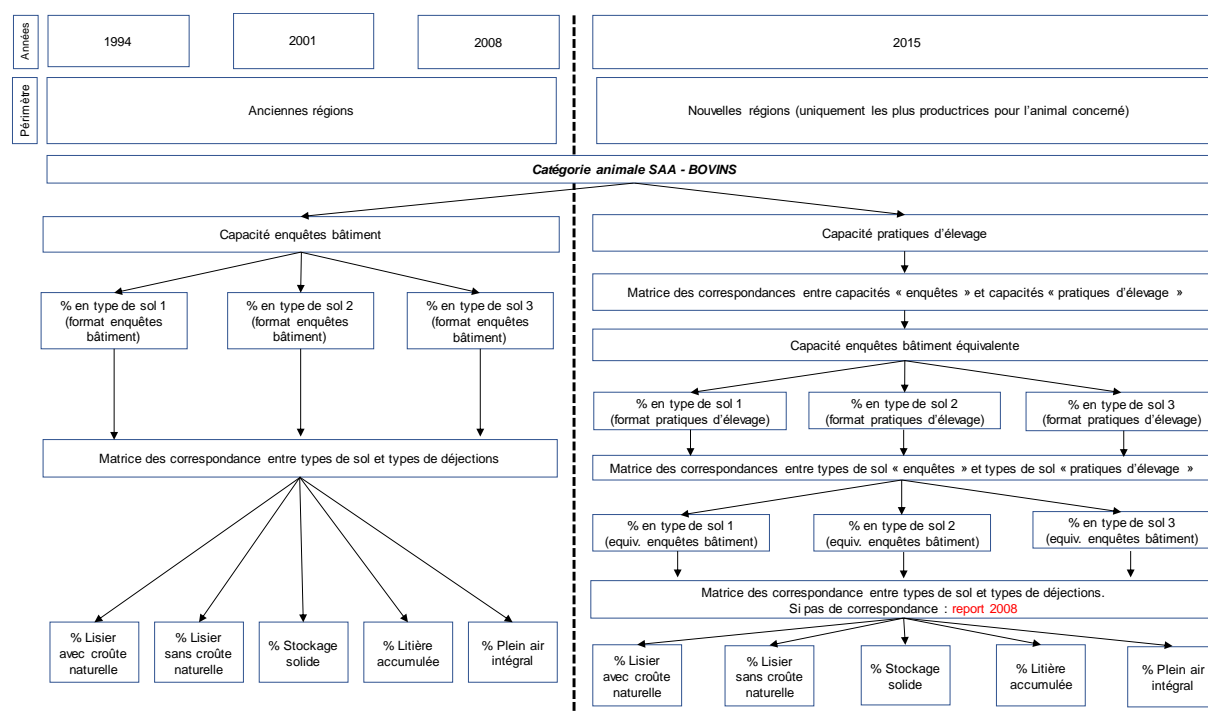 Années
1994
2001
2008
2015
Périmètre
Anciennes régions
Nouvelles régions (uniquement les plus productrices pour l'animal concerné)
Catégorie animale SAA - BOVINS
Capacité enquêtes bâtiment
% en type de sol 1
(format enquêtes
bâtiment)
% en type de sol 2
(format enquêtes
bâtiment)
% en type de sol 3
(format enquêtes
bâtiment)
Matrice des correspondance entre types de sol et types de déjections
% Lisier
avec croûte
naturelle
% Lisier
sans croûte
naturelle
% Stockage
solide
% Litière
accumulée
% Plein air
intégral
Capacité pratiques d'élevage
Matrice des correspondances entre capacités « enquêtes » et capacités « pratiques d'élevage »
Capacité enquêtes bâtiment équivalente
% en type de sol 1
(format pratiques d'élevage)
% en type de sol 2
(format pratiques d'élevage)
% en type de sol 3
(format pratiques d'élevage)
Matrice des correspondances entre types de sol « enquêtes » et types de sol « pratiques d'élevage »
% en type de sol 1
(equiv. enquêtes bâtiment)
% en type de sol 2
(equiv. enquêtes bâtiment)
% en type de sol 3
(equiv. enquêtes bâtiment)
Matrice des correspondance entre types de sol et types de déjections.
Si pas de correspondance : report 2008
% Lisier
avec croûte
naturelle
% Lisier
sans croûte
naturelle
% Stockage
solide
% Litière
accumulée
% Plein air
intégral